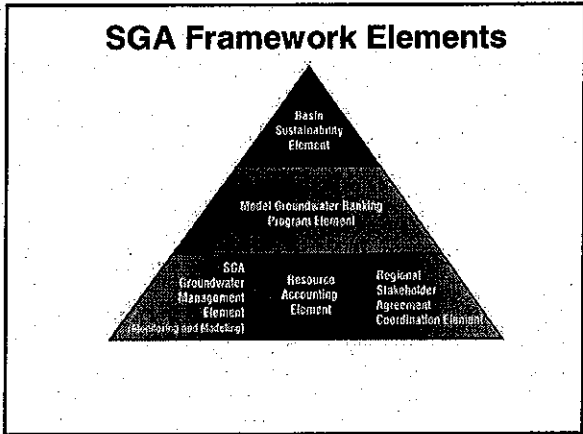 SGA Framework Elements
Basin
Sustainability
Element
Model Groundwater Banking
Program Element
SGA
Groundwater
Management
Element
(Monitoring and Modeling)
Resource
Accounting
Element
Regional
Stakeholder
Agreement
Coordination Element